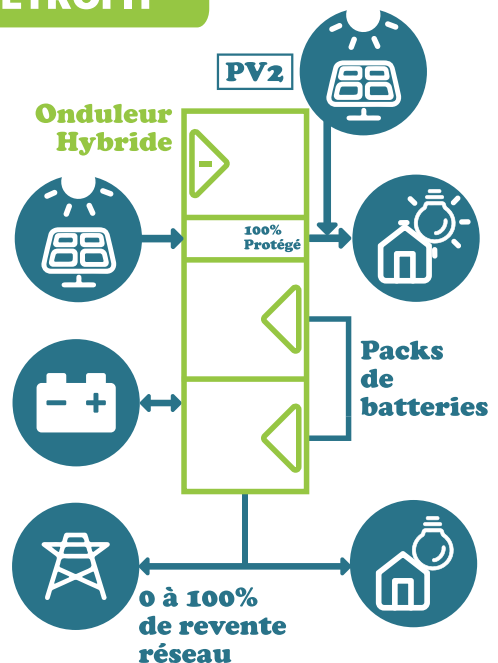 PV2
Onduleur
Hybride
100%
Protégé
Packs
de
batteries
0 à 100%
de revente
réseau